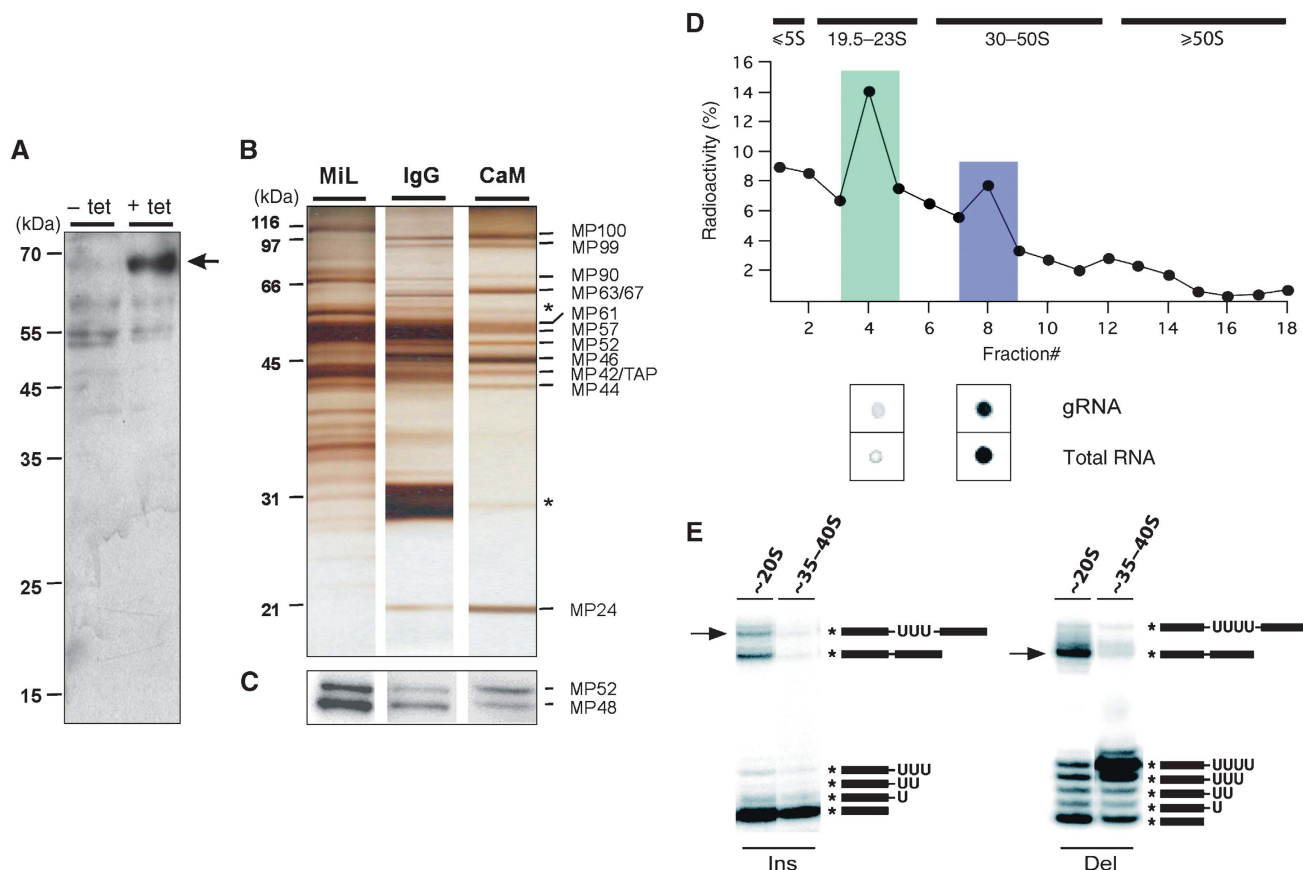 A
− tet
+ tet
(kDa)
70
55
45
35
25
15
B
MiL
IgG
CaM
(kDa)
116
97
66
45
31
21
MP100
MP99
MP90
MP63/67
*
MP61
MP57
MP52
MP46
MP42/TAP
MP44
*
MP24
C
MP52
MP48
D
⩽5S
19.5–23S
30–50S
⩾50S
Radioactivity (%)
16
14
12
10
8
6
4
2
2
4
6
8
10
12
14
16
18
Fraction#
gRNA
Total RNA
E
~20S
~35–40S
* UUU
*
* UUU
* UU
* U
*
Ins
~20S
~35–40S
* UUUU
*
* UUUU
* UUU
* UU
* U
*
Del